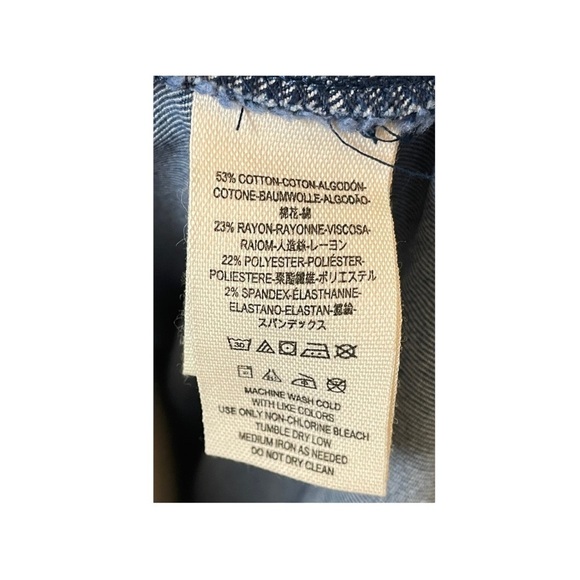 53% COTTON-COTON-ALGODÓN-
COTONE-BAUMWOLLE-ALGODÃO-
棉花-綿
23% RAYON-RAYONNE-VISCOSA-
RAIOM-人造絲-レーヨン
22% POLYESTER-POLIÉSTER-
POLIESTERE-聚酯纖維-ポリエステル
2% SPANDEX-ÉLASTHANNE-
ELASTANO-ELASTAN-
スパンデックス
30
MACHINE WASH COLD
WITH LIKE COLORS
USE ONLY NON-CHLORINE BLEACH
TUMBLE DRY LOW
MEDIUM IRON AS NEEDED
DO NOT DRY CLEAN